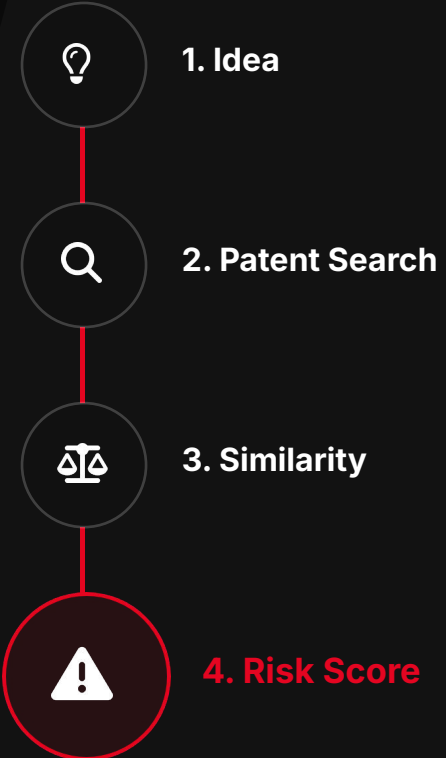 1. Idea
2. Patent Search
3. Similarity
4. Risk Score